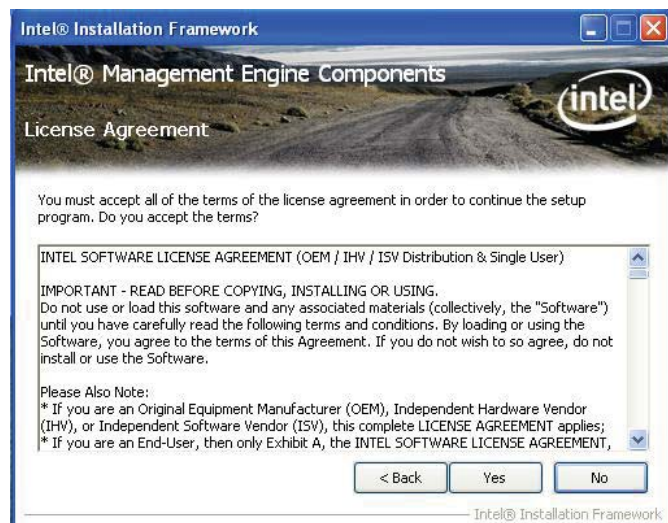 Intel® Installation Framework
Intel® Management Engine Components
intel
License Agreement
You must accept all of the terms of the license agreement in order to continue the setup
program. Do you accept the terms?
INTEL SOFTWARE LICENSE AGREEMENT (OEM / IHV / ISV Distribution & Single User)
IMPORTANT - READ BEFORE COPYING, INSTALLING OR USING.
Do not use or load this software and any associated materials (collectively, the "Software")
until you have carefully read the following terms and conditions. By loading or using the
Software, you agree to the terms of this Agreement. If you do not wish to so agree, do not
install or use the Software.
Please Also Note:
* If you are an Original Equipment Manufacturer (OEM), Independent Hardware Vendor
(IHV), or Independent Software Vendor (ISV), this complete LICENSE AGREEMENT applies;
* If you are an End-User, then only Exhibit A, the INTEL SOFTWARE LICENSE AGREEMENT,
< Back
Yes
No
Intel® Installation Framework